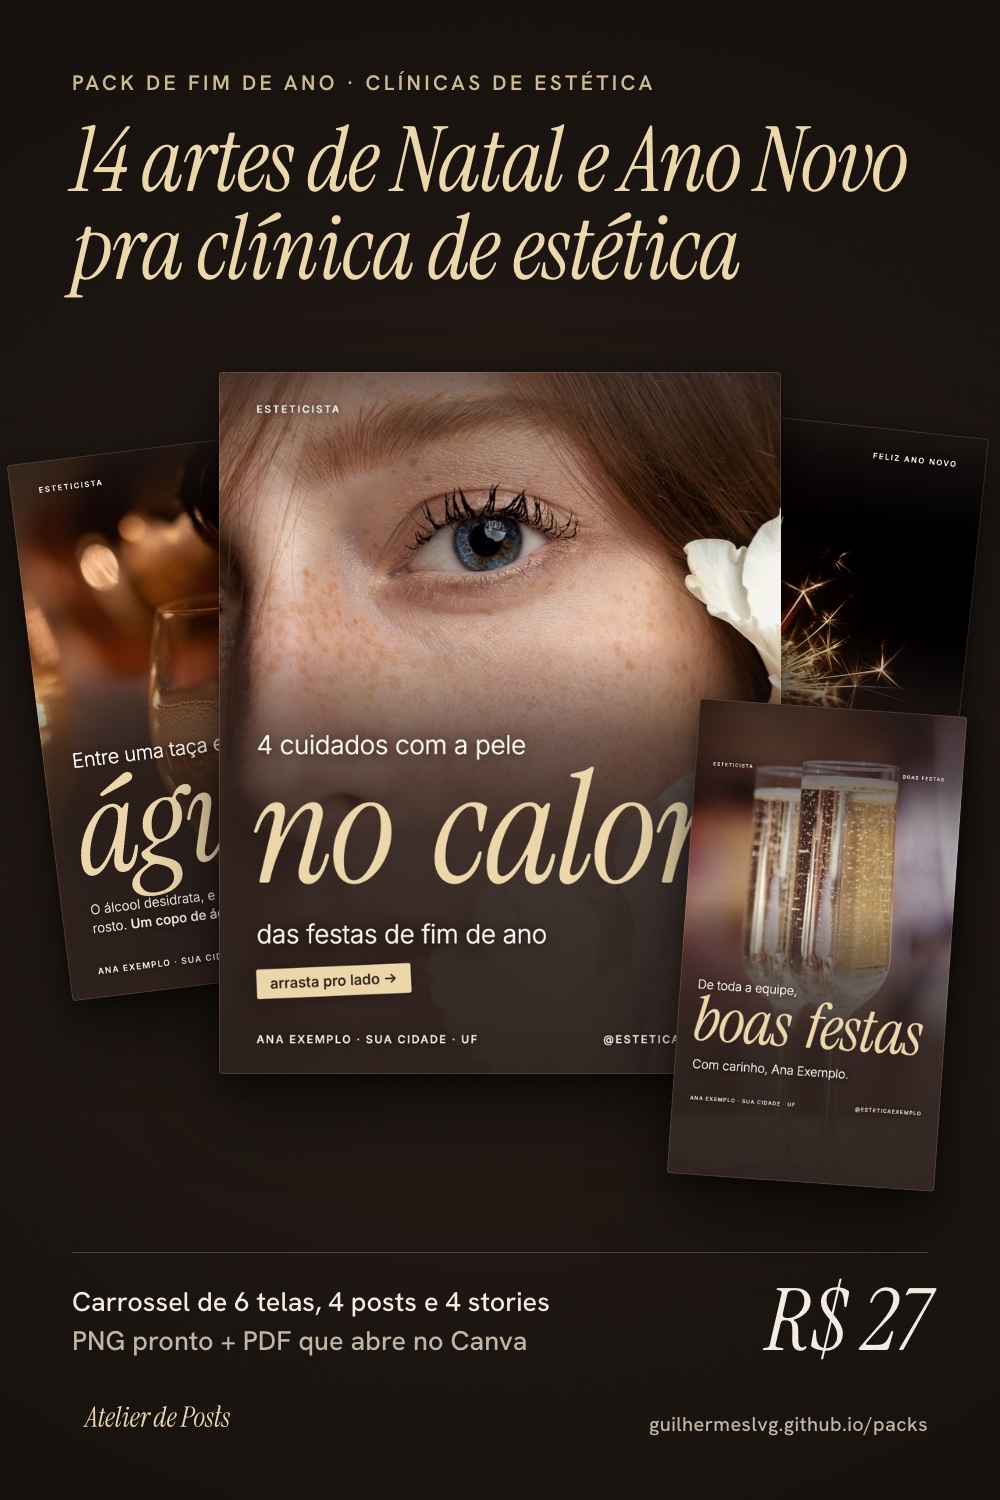 PACK DE FIM DE ANO · CLÍNICAS DE ESTÉTICA
14 artes de Natal e Ano Novo
pra clínica de estética
ESTETICISTA
Entre uma taça e
águ
O álcool desidrata, e
rosto. Um copo de ág
ANA EXEMPLO · SUA CID
ESTETICISTA
4 cuidados com a pele
no calor
das festas de fim de ano
arrasta pro lado →
ANA EXEMPLO · SUA CIDADE · UF
@ESTETICA
FELIZ ANO NOVO
ESTETICISTA
BOAS FESTAS
De toda a equipe,
boas festas
Com carinho, Ana Exemplo.
ANA EXEMPLO · SUA CIDADE · UF
@ESTETICAEXEMPLO
Carrossel de 6 telas, 4 posts e 4 stories
PNG pronto + PDF que abre no Canva
R$ 27
Atelier de Posts
guilhermeslvg.github.io/packs